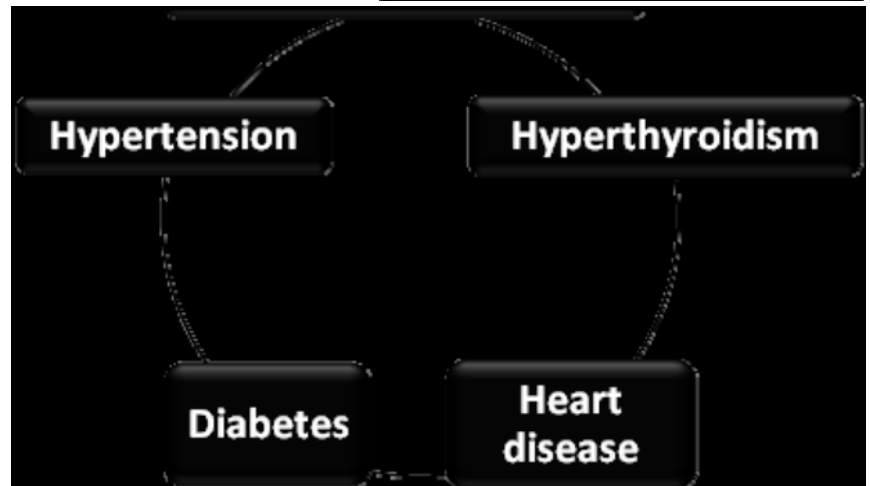 Hypertension
Hyperthyroidism
Diabetes
Heart
disease